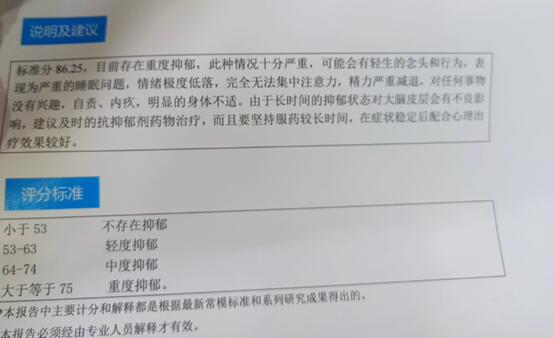 说明及建议
标准分 86.25，目前存在重度抑郁，此种情况十分严重，可能会有轻生的念头和行为，表
现为严重的睡眠问题，情绪极度低落，完全无法集中注意力，精力严重减退，对任何事物
没有兴趣，自责、内疚，明显的身体不适。由于长时间的抑郁状态对大脑皮层会有不良影
响，建议及时的抗抑郁剂药物治疗，而且要坚持服药较长时间，在症状稳定后配合心理治
疗效果较好。
评分标准
小于 53 不存在抑郁
53-63 轻度抑郁
64-74 中度抑郁
大于等于 75 重度抑郁。
*本报告中主要计分和解释都是根据最新常模标准和系列研究成果得出的。
本报告必须经由专业人员解释才有效。